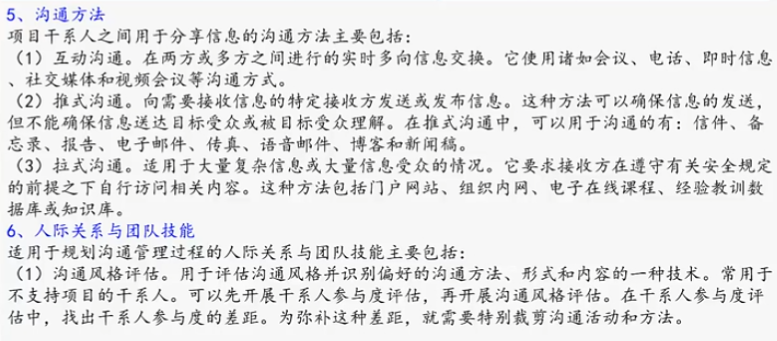 5、沟通方法
项目干系人之间用于分享信息的沟通方法主要包括：
（1）互动沟通。在两方或多方之间进行的实时多向信息交换。它使用诸如会议、电话、即时信息
、社交媒体和视频会议等沟通方式。
（2）推式沟通。向需要接收信息的特定接收方发送或发布信息。这种方法可以确保信息的发送，
但不能确保信息送达目标受众或被目标受众理解。在推式沟通中，可以用于沟通的有：信件、备
忘录、报告、电子邮件、传真、语音邮件、博客和新闻稿。
（3）拉式沟通。适用于大量复杂信息或大量信息受众的情况。它要求接收方在遵守有关安全规定
的前提之下自行访问相关内容。这种方法包括门户网站、组织内网、电子在线课程、经验教训数
据库或知识库。
6、人际关系与团队技能
适用于规划沟通管理过程的人际关系与团队技能主要包括：
（1）沟通风格评估。用于评估沟通风格并识别偏好的沟通方法、形式和内容的一种技术。常用于
不支持项目的干系人。可以先开展干系人参与度评估，再开展沟通风格评估。在干系人参与度评
估中，找出干系人参与度的差距。为弥补这种差距，就需要特别裁剪沟通活动和方法。